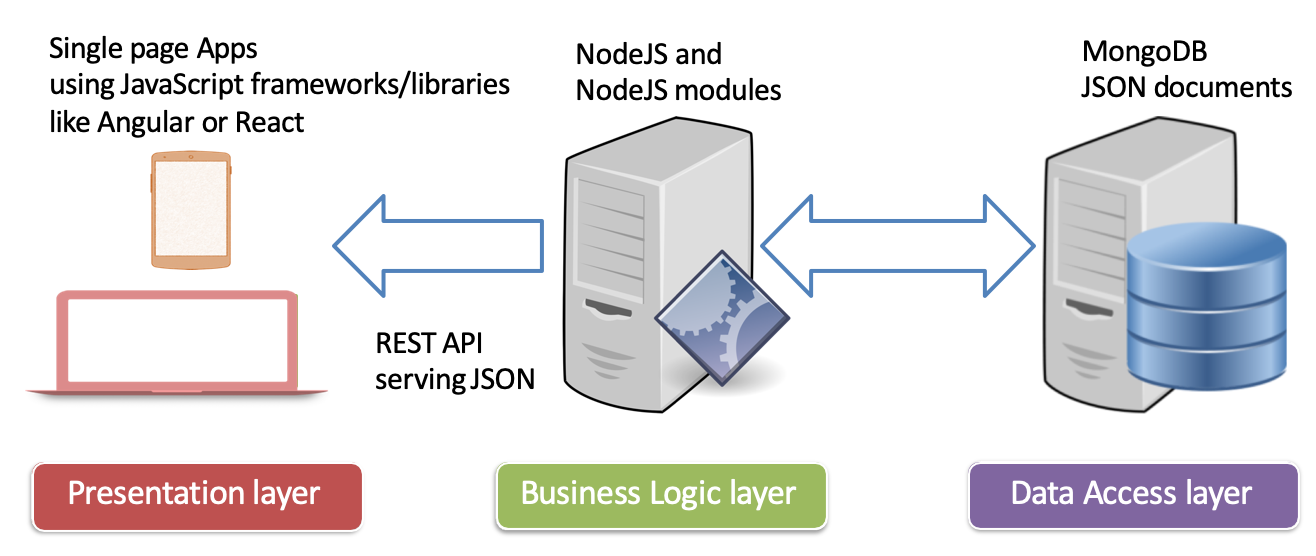 Single page Apps
using JavaScript frameworks/libraries
like Angular or React
NodeJS and
NodeJS modules
MongoDB
JSON documents
REST API
serving JSON
Presentation layer
Business Logic layer
Data Access layer